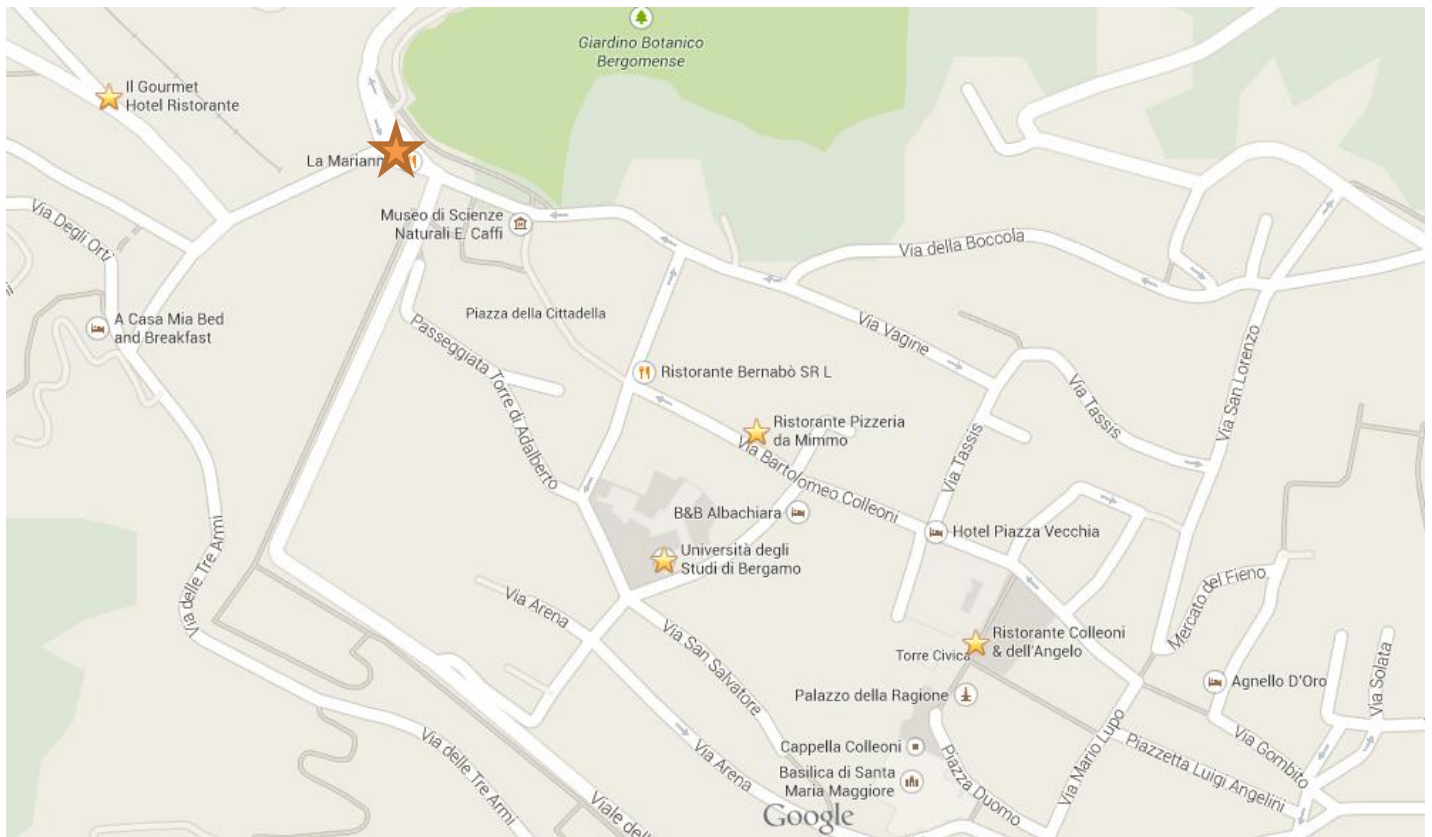 Giardino Botanico
Bergomense
Il Gourmet
Hotel Ristorante
La Mariann
Museo di Scienze
Naturali E. Caffi
Via Degli Orti
Via della Boccola
A Casa Mia Bed
and Breakfast
Piazza della Cittadella
Via Vagine
Passeggiata Torre di Adalberto
Ristorante Bernabò SR L
Via Tassis
Via San Lorenzo
Ristorante Pizzeria
da Mimmo
Via Bartolomeo Colleoni
Via Tassis
B&B Albachiara
Hotel Piazza Vecchia
Università degli
Studi di Bergamo
Via delle Tre Armi
Via Arena
Mercato del Fieno
Via San Salvatore
Ristorante Colleoni
& dell'Angelo
Torre Civica
Palazzo della Ragione
Agnello D'Oro
Via Solata
Via delle Tre Armi
Via Arena
Cappella Colleoni
Basilica di Santa
Maria Maggiore
Piazza Duomo
Via Mario Lupo
Piazzetta Luigi Angelini
Via Gombito
Viale del
Google